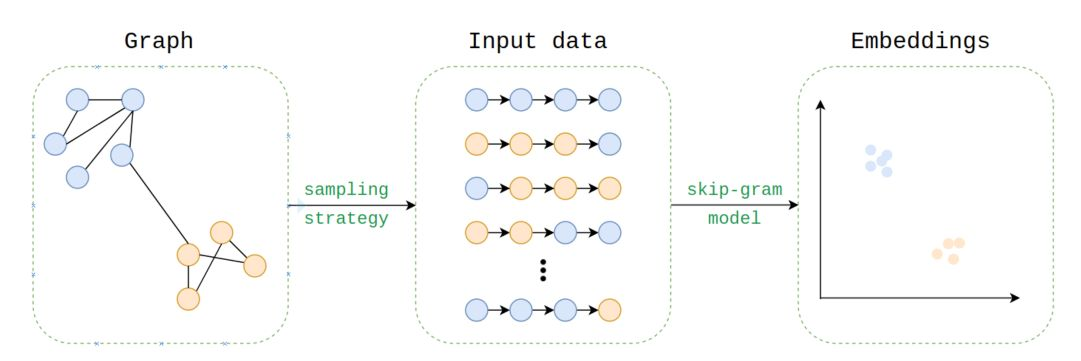 Graph
Input data
Embeddings
sampling
strategy
skip-gram
model